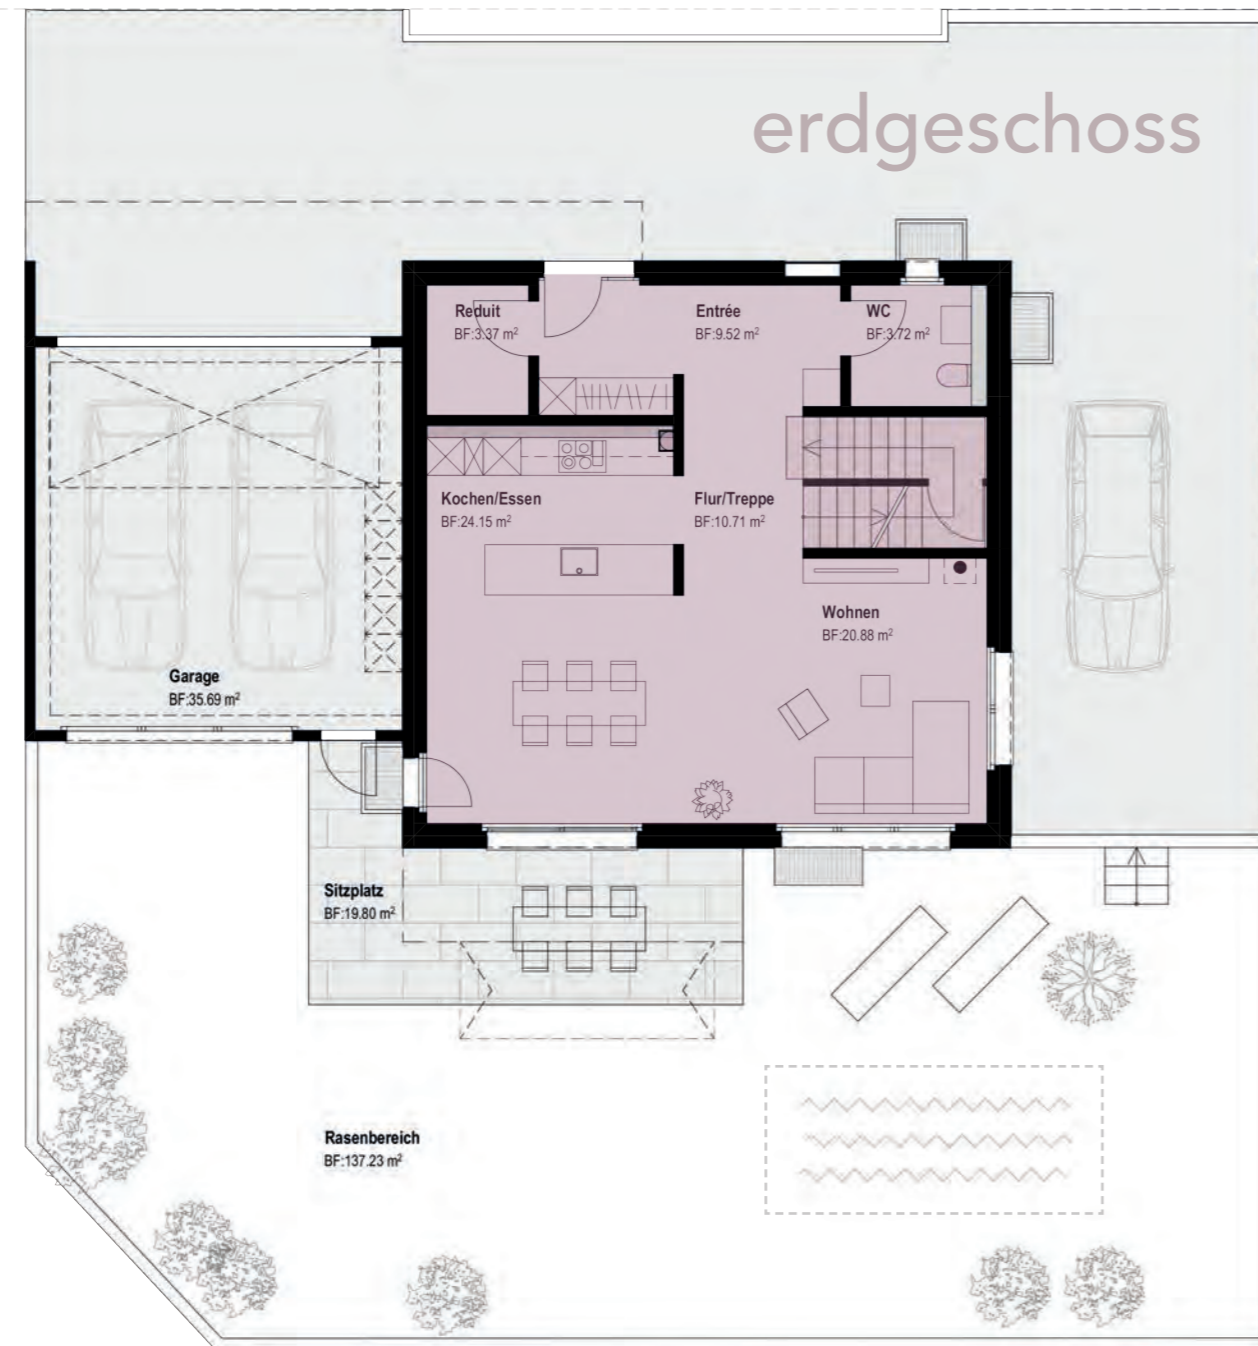 erdgeschoss
Reduit
BF:3.37 m²
Entrée
BF:9.52 m²
WC
BF:3.72 m²
Kochen/Essen
BF:24.15 m²
Flur/Treppe
BF:10.71 m²
Wohnen
BF:20.88 m²
Garage
BF:35.69 m²
Sitzplatz
BF:19.80 m²
Rasenbereich
BF:137.23 m²